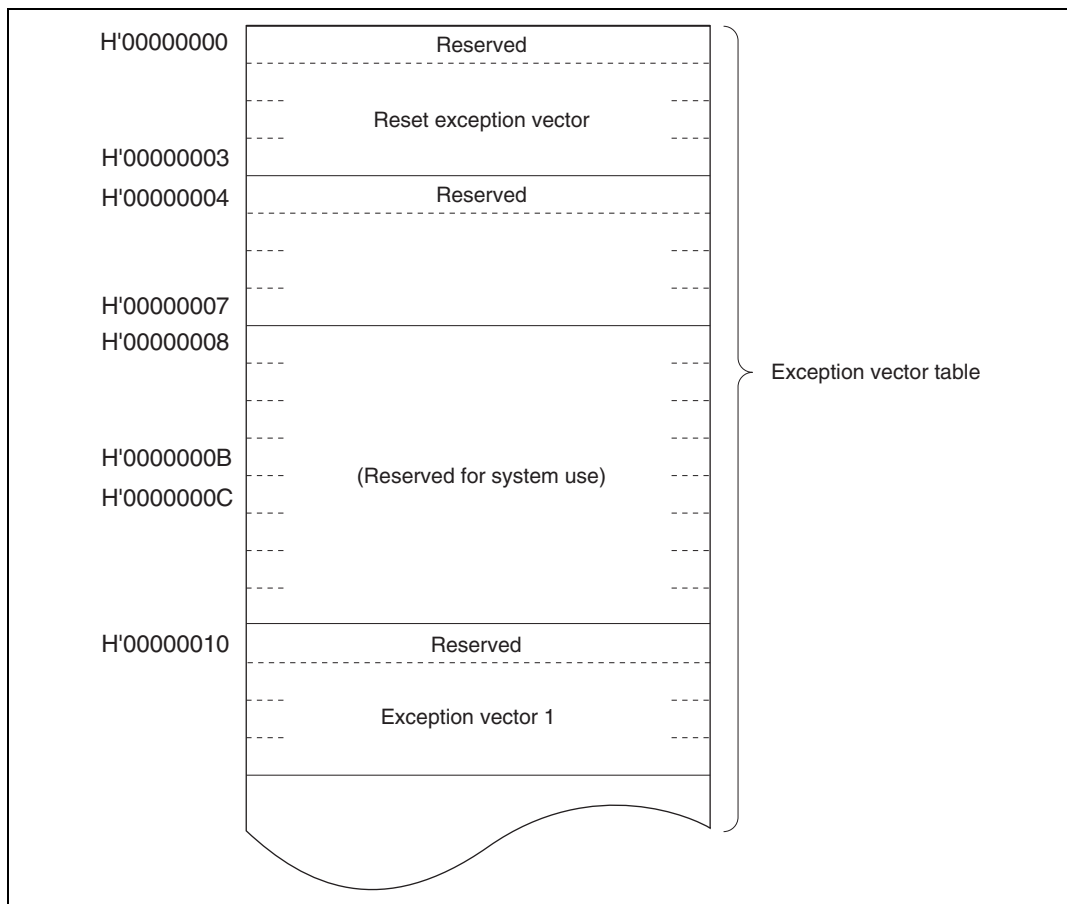 H'00000000 Reserved
Reset exception vector
H'00000003
H'00000004 Reserved
H'00000007
H'00000008
Exception vector table
H'0000000B
(Reserved for system use)
H'0000000C
H'00000010 Reserved
Exception vector 1